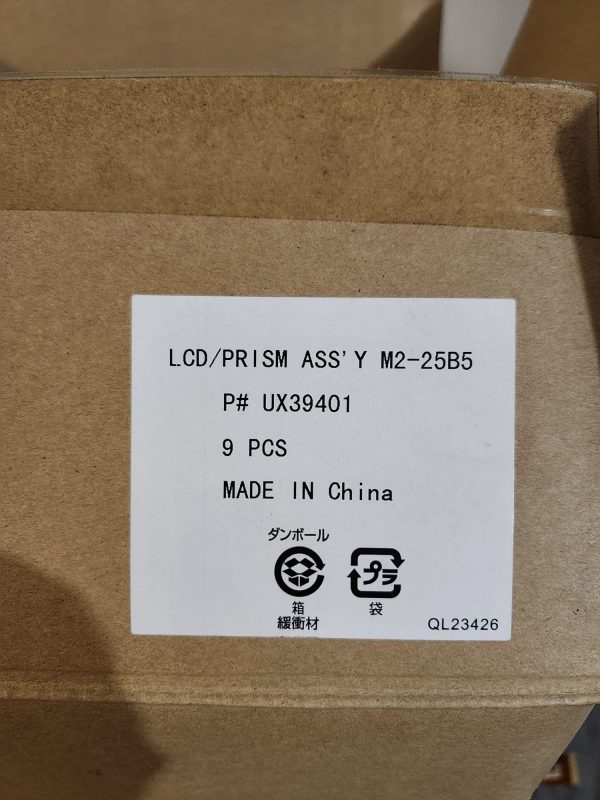 LCD/PRISM ASS'Y M2-25B5
P# UX39401
9 PCS
MADE IN China
ダンボール
プラ
箱
袋
緩衝材
QL23426